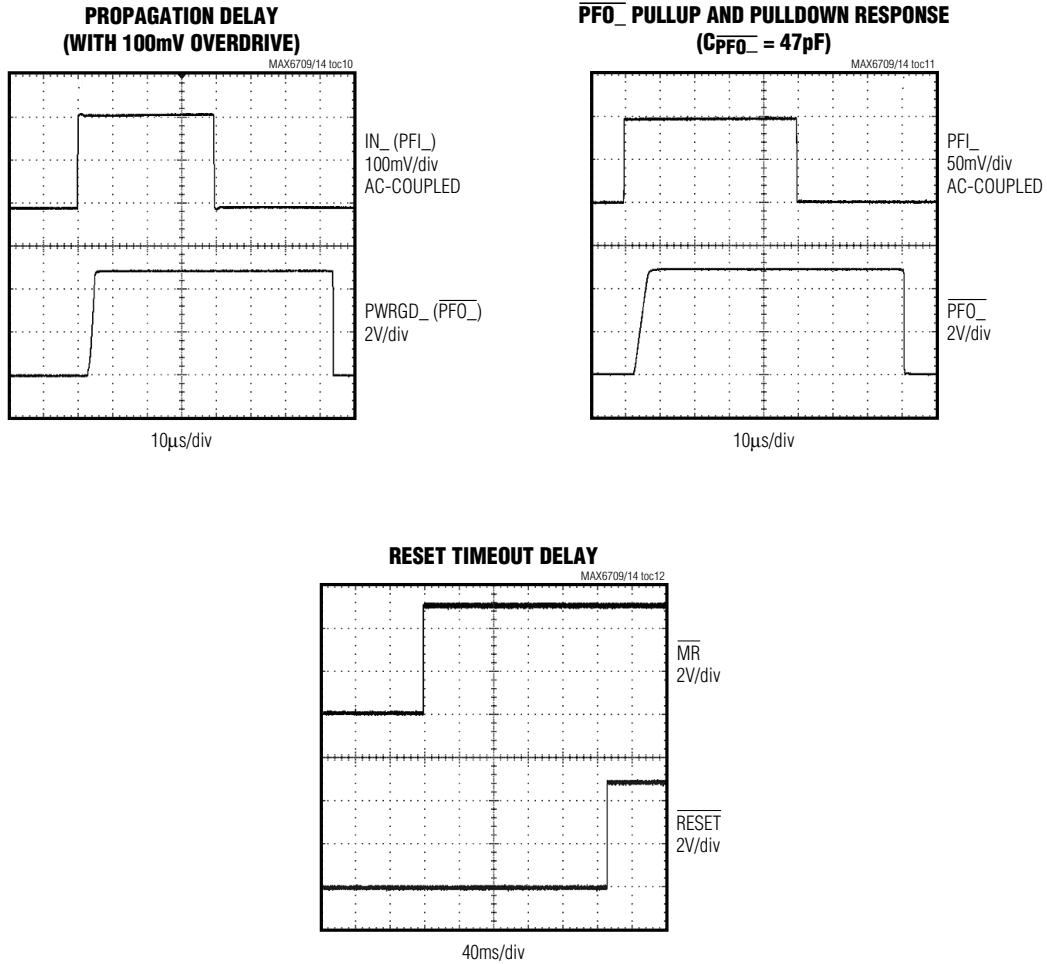 PROPAGATION DELAY
(WITH 100mV OVERDRIVE)
MAX6709/14 toc10
IN_ (PFI_)
100mV/div
AC-COUPLED
PWRGD_ (PFO_)
2V/div
10µs/div
PFO_ PULLUP AND PULLDOWN RESPONSE
(CPFO_ = 47pF)
MAX6709/14 toc11
PFI_
50mV/div
AC-COUPLED
PFO_
2V/div
10µs/div
RESET TIMEOUT DELAY
MAX6709/14 toc12
MR
2V/div
RESET
2V/div
40ms/div